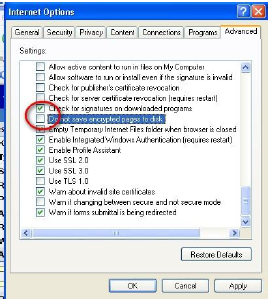 Internet Options
General Security Privacy Content Connections Programs Advanced
Settings:
Allow active content to run in files on My Computer
Allow software to run or install even if the signature is invalid
Check for publisher's certificate revocation
Check for server certificate revocation (requires restart)
Check for signatures on downloaded programs
Do not save encrypted pages to disk
Empty Temporary Internet Files folder when browser is closed
Enable Integrated Windows Authentication (requires restart)
Enable Profile Assistant
Use SSL 2.0
Use SSL 3.0
Use TLS 1.0
Warn about invalid site certificates
Warn if changing between secure and not secure mode
Warn if forms submittal is being redirected
Restore Defaults
OK Cancel Apply